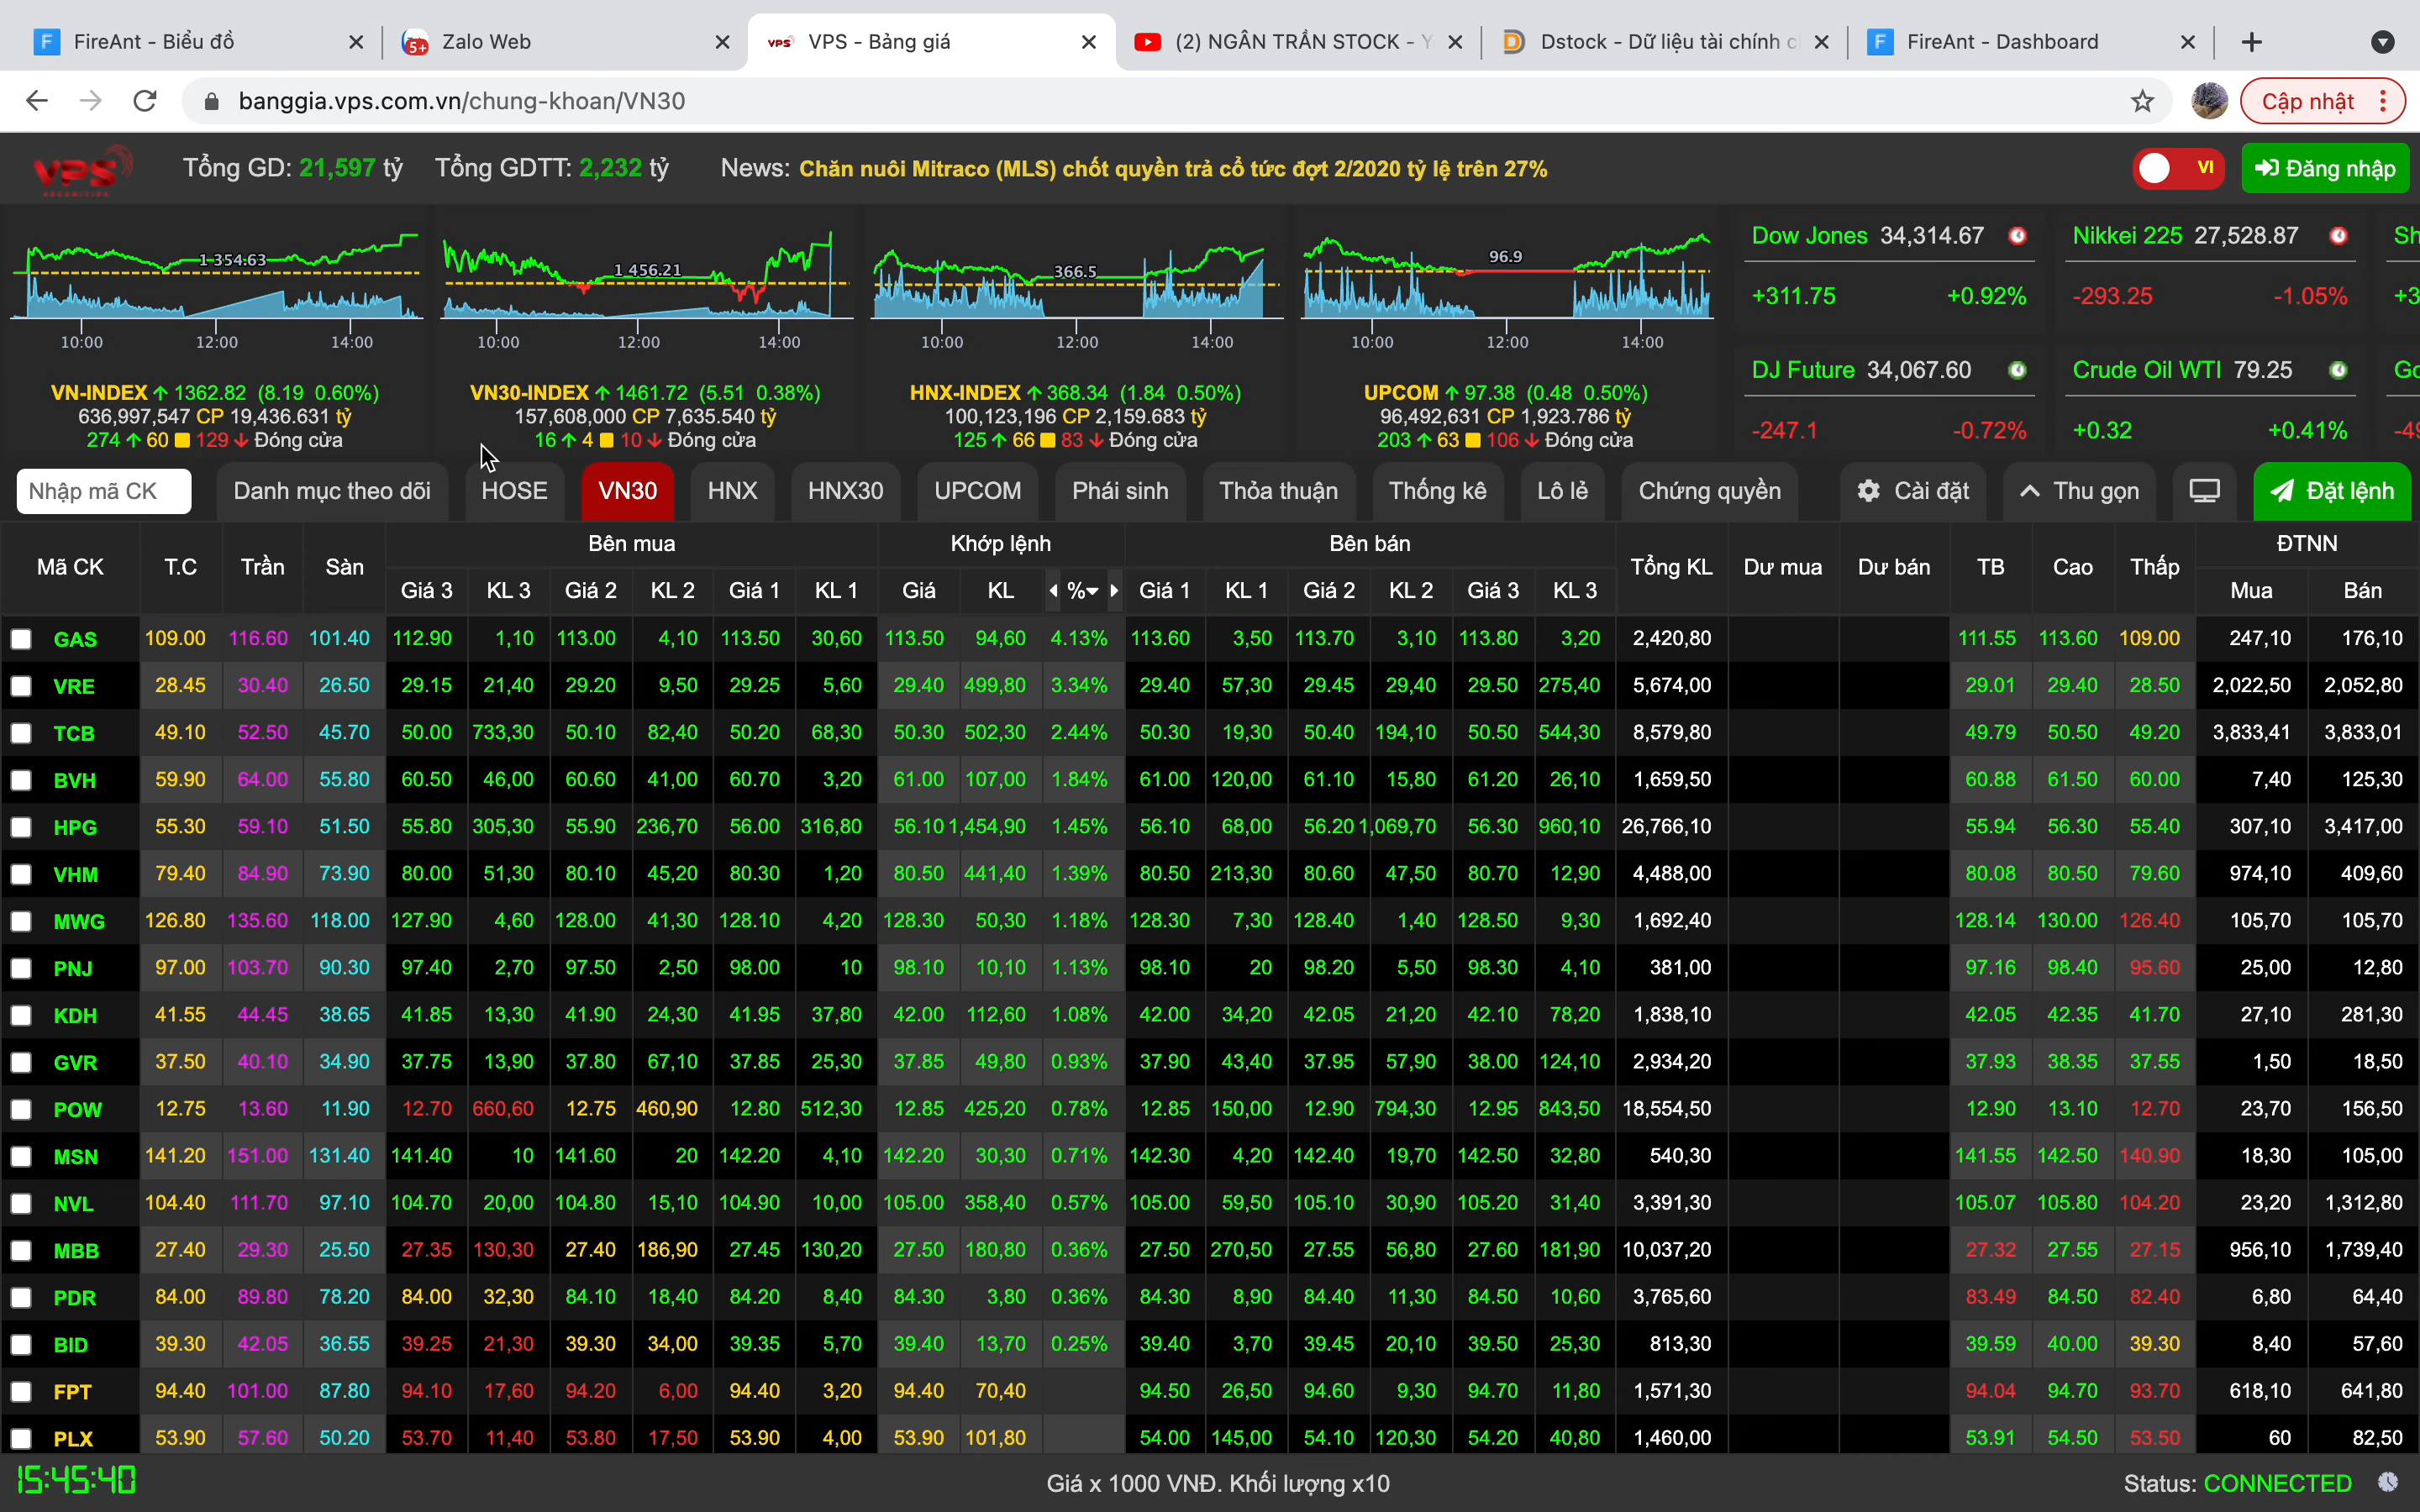 FireAnt - Biểu đồ
5+ Zalo Web
VPS VPS - Bảng giá
(2) NGÂN TRẦN STOCK - Y
Dstock - Dữ liệu tài chính c
FireAnt - Dashboard
banggia.vps.com.vn/chung-khoan/VN30
Cập nhật
VPS SECURITIES
Tổng GD: 21,597 tỷ Tổng GDTT: 2,232 tỷ News: Chăn nuôi Mitraco (MLS) chốt quyền trả cổ tức đợt 2/2020 tỷ lệ trên 27%
VI Đăng nhập
1 354.63
10:00 12:00 14:00
VN-INDEX 1362.82 (8.19 0.60%)
636,997,547 CP 19,436.631 tỷ
274 60 129 Đóng cửa
1 456.21
10:00 12:00 14:00
VN30-INDEX 1461.72 (5.51 0.38%)
157,608,000 CP 7,635.540 tỷ
16 4 10 Đóng cửa
366.5
10:00 12:00 14:00
HNX-INDEX 368.34 (1.84 0.50%)
100,123,196 CP 2,159.683 tỷ
125 66 83 Đóng cửa
96.9
10:00 12:00 14:00
UPCOM 97.38 (0.48 0.50%)
96,492,631 CP 1,923.786 tỷ
203 63 106 Đóng cửa
Dow Jones 34,314.67
+311.75 +0.92%
Nikkei 225 27,528.87
-293.25 -1.05%
Sh
+3
DJ Future 34,067.60
-247.1 -0.72%
Crude Oil WTI 79.25
+0.32 +0.41%
Go
-49
Nhập mã CK Danh mục theo dõi HOSE VN30 HNX HNX30 UPCOM Phái sinh Thỏa thuận Thống kê Lô lẻ Chứng quyền Cài đặt Thu gọn Đặt lệnh
Mã CK T.C Trần Sàn Bên mua Khớp lệnh Bên bán Tổng KL Dư mua Dư bán TB Cao Thấp ĐTNN
Giá 3 KL 3 Giá 2 KL 2 Giá 1 KL 1 Giá KL % Giá 1 KL 1 Giá 2 KL 2 Giá 3 KL 3 Mua Bán
GAS 109.00 116.60 101.40 112.90 1,10 113.00 4,10 113.50 30,60 113.50 94,60 4.13% 113.60 3,50 113.70 3,10 113.80 3,20 2,420,80 111.55 113.60 109.00 247,10 176,10
VRE 28.45 30.40 26.50 29.15 21,40 29.20 9,50 29.25 5,60 29.40 499,80 3.34% 29.40 57,30 29.45 29,40 29.50 275,40 5,674,00 29.01 29.40 28.50 2,022,50 2,052,80
TCB 49.10 52.50 45.70 50.00 733,30 50.10 82,40 50.20 68,30 50.30 502,30 2.44% 50.30 19,30 50.40 194,10 50.50 544,30 8,579,80 49.79 50.50 49.20 3,833,41 3,833,01
BVH 59.90 64.00 55.80 60.50 46,00 60.60 41,00 60.70 3,20 61.00 107,00 1.84% 61.00 120,00 61.10 15,80 61.20 26,10 1,659,50 60.88 61.50 60.00 7,40 125,30
HPG 55.30 59.10 51.50 55.80 305,30 55.90 236,70 56.00 316,80 56.10 1,454,90 1.45% 56.10 68,00 56.20 1,069,70 56.30 960,10 26,766,10 55.94 56.30 55.40 307,10 3,417,00
VHM 79.40 84.90 73.90 80.00 51,30 80.10 45,20 80.30 1,20 80.50 441,40 1.39% 80.50 213,30 80.60 47,50 80.70 12,90 4,488,00 80.08 80.50 79.60 974,10 409,60
MWG 126.80 135.60 118.00 127.90 4,60 128.00 41,30 128.10 4,20 128.30 50,30 1.18% 128.30 7,30 128.40 1,40 128.50 9,30 1,692,40 128.14 130.00 126.40 105,70 105,70
PNJ 97.00 103.70 90.30 97.40 2,70 97.50 2,50 98.00 10 98.10 10,10 1.13% 98.10 20 98.20 5,50 98.30 4,10 381,00 97.16 98.40 95.60 25,00 12,80
KDH 41.55 44.45 38.65 41.85 13,30 41.90 24,30 41.95 37,80 42.00 112,60 1.08% 42.00 34,20 42.05 21,20 42.10 78,20 1,838,10 42.05 42.35 41.70 27,10 281,30
GVR 37.50 40.10 34.90 37.75 13,90 37.80 67,10 37.85 25,30 37.85 49,80 0.93% 37.90 43,40 37.95 57,90 38.00 124,10 2,934,20 37.93 38.35 37.55 1,50 18,50
POW 12.75 13.60 11.90 12.70 660,60 12.75 460,90 12.80 512,30 12.85 425,20 0.78% 12.85 150,00 12.90 794,30 12.95 843,50 18,554,50 12.90 13.10 12.70 23,70 156,50
MSN 141.20 151.00 131.40 141.40 10 141.60 20 142.20 4,10 142.20 30,30 0.71% 142.30 4,20 142.40 19,70 142.50 32,80 540,30 141.55 142.50 140.90 18,30 105,00
NVL 104.40 111.70 97.10 104.70 20,00 104.80 15,10 104.90 10,00 105.00 358,40 0.57% 105.00 59,50 105.10 30,90 105.20 31,40 3,391,30 105.07 105.80 104.20 23,20 1,312,80
MBB 27.40 29.30 25.50 27.35 130,30 27.40 186,90 27.45 130,20 27.50 180,80 0.36% 27.50 270,50 27.55 56,80 27.60 181,90 10,037,20 27.32 27.55 27.15 956,10 1,739,40
PDR 84.00 89.80 78.20 84.00 32,30 84.10 18,40 84.20 8,40 84.30 3,80 0.36% 84.30 8,90 84.40 11,30 84.50 10,60 3,765,60 83.49 84.50 82.40 6,80 64,40
BID 39.30 42.05 36.55 39.25 21,30 39.30 34,00 39.35 5,70 39.40 13,70 0.25% 39.40 3,70 39.45 20,10 39.50 25,30 813,30 39.59 40.00 39.30 8,40 57,60
FPT 94.40 101.00 87.80 94.10 17,60 94.20 6,00 94.40 3,20 94.40 70,40 94.50 26,50 94.60 9,30 94.70 11,80 1,571,30 94.04 94.70 93.70 618,10 641,80
PLX 53.90 57.60 50.20 53.70 11,40 53.80 17,50 53.90 4,00 53.90 101,80 54.00 145,00 54.10 120,30 54.20 40,80 1,460,00 53.91 54.50 53.50 60 82,50
15:45:40 Giá x 1000 VNĐ. Khối lượng x10 Status: CONNECTED